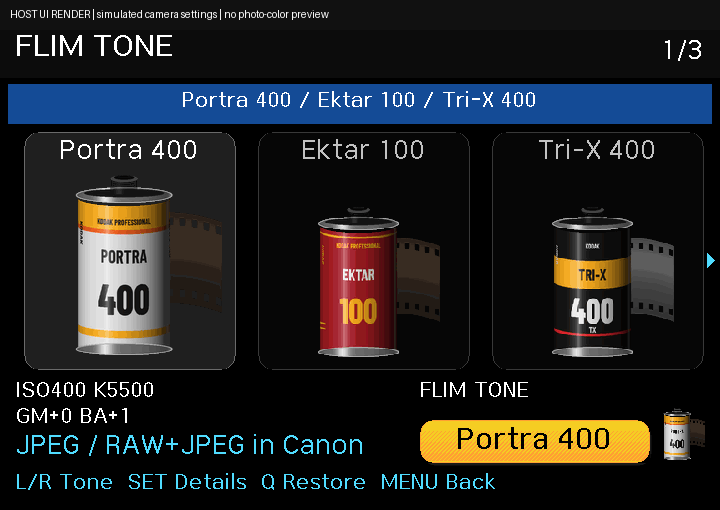 HOST UI RENDER | simulated camera settings | no photo-color preview
FLIM TONE
1/3
Portra 400 / Ektar 100 / Tri-X 400
Portra 400
Ektar 100
Tri-X 400
KODAK PROFESSIONAL
KODAK
PORTRA
400
KODAK PROFESSIONAL
EKTAR
100
KODAK
TRI-X
400
TX
ISO400 K5500
GM+0 BA+1
FLIM TONE
JPEG / RAW+JPEG in Canon
Portra 400
400
L/R Tone SET Details Q Restore MENU Back